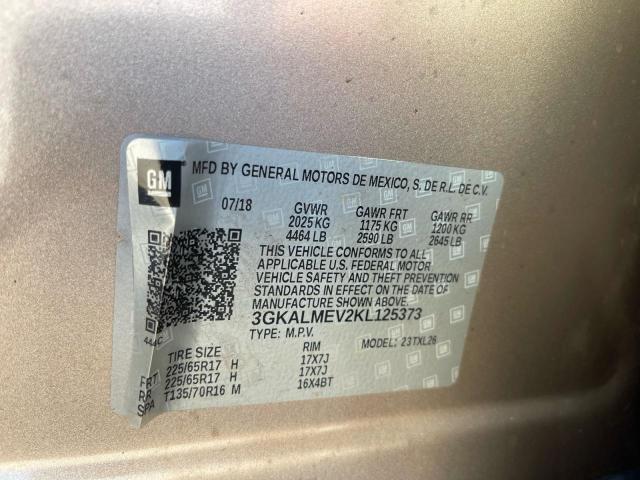 GM
MFD BY GENERAL MOTORS DE MEXICO, S. DE R.L. DE C.V.
07/18 GVWR GAWR FRT GAWR RR
2025 KG 1175 KG 1200 KG
4464 LB 2590 LB 2645 LB
THIS VEHICLE CONFORMS TO ALL
APPLICABLE U.S. FEDERAL MOTOR
VEHICLE SAFETY AND THEFT PREVENTION
STANDARDS IN EFFECT ON THE DATE OF
MANUFACTURE SHOWN ABOVE.
3GKALMEV2KL125373
TYPE: M.P.V. MODEL: 23TXL26
TIRE SIZE RIM
FRT 225/65R17 H 17X7J
RR 225/65R17 H 17X7J
SPA T135/70R16 M 16X4BT